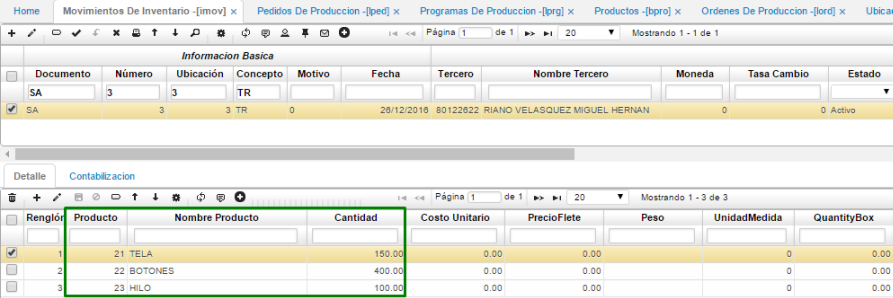 Home Movimientos De Inventario -[imov] × Pedidos De Produccion -[lped] × Programas De Produccion -[lprg] × Productos -[bpro] × Ordenes De Produccion -[lord] × Ubica
Página 1 de 1 20 Mostrando 1 - 1 de 1
Informacion Basica
Documento Número Ubicación Concepto Motivo Fecha Tercero Nombre Tercero Moneda Tasa Cambio Estado
SA 3 3 TR
SA 3 3 TR 0 26/12/2016 80122622 RIANO VELASQUEZ MIGUEL HERNAN 0 0 Activo
Detalle Contabilizacion
Página 1 de 1 20 Mostrando 1 - 3 de 3
Renglón Producto Nombre Producto Cantidad Costo Unitario PrecioFlete Peso UnidadMedida QuantityBox
1 21 TELA 150.00 0.00 0.00 0 0.00
2 22 BOTONES 400.00 0.00 0.00 0 0.00
3 23 HILO 100.00 0.00 0.00 0 0.00